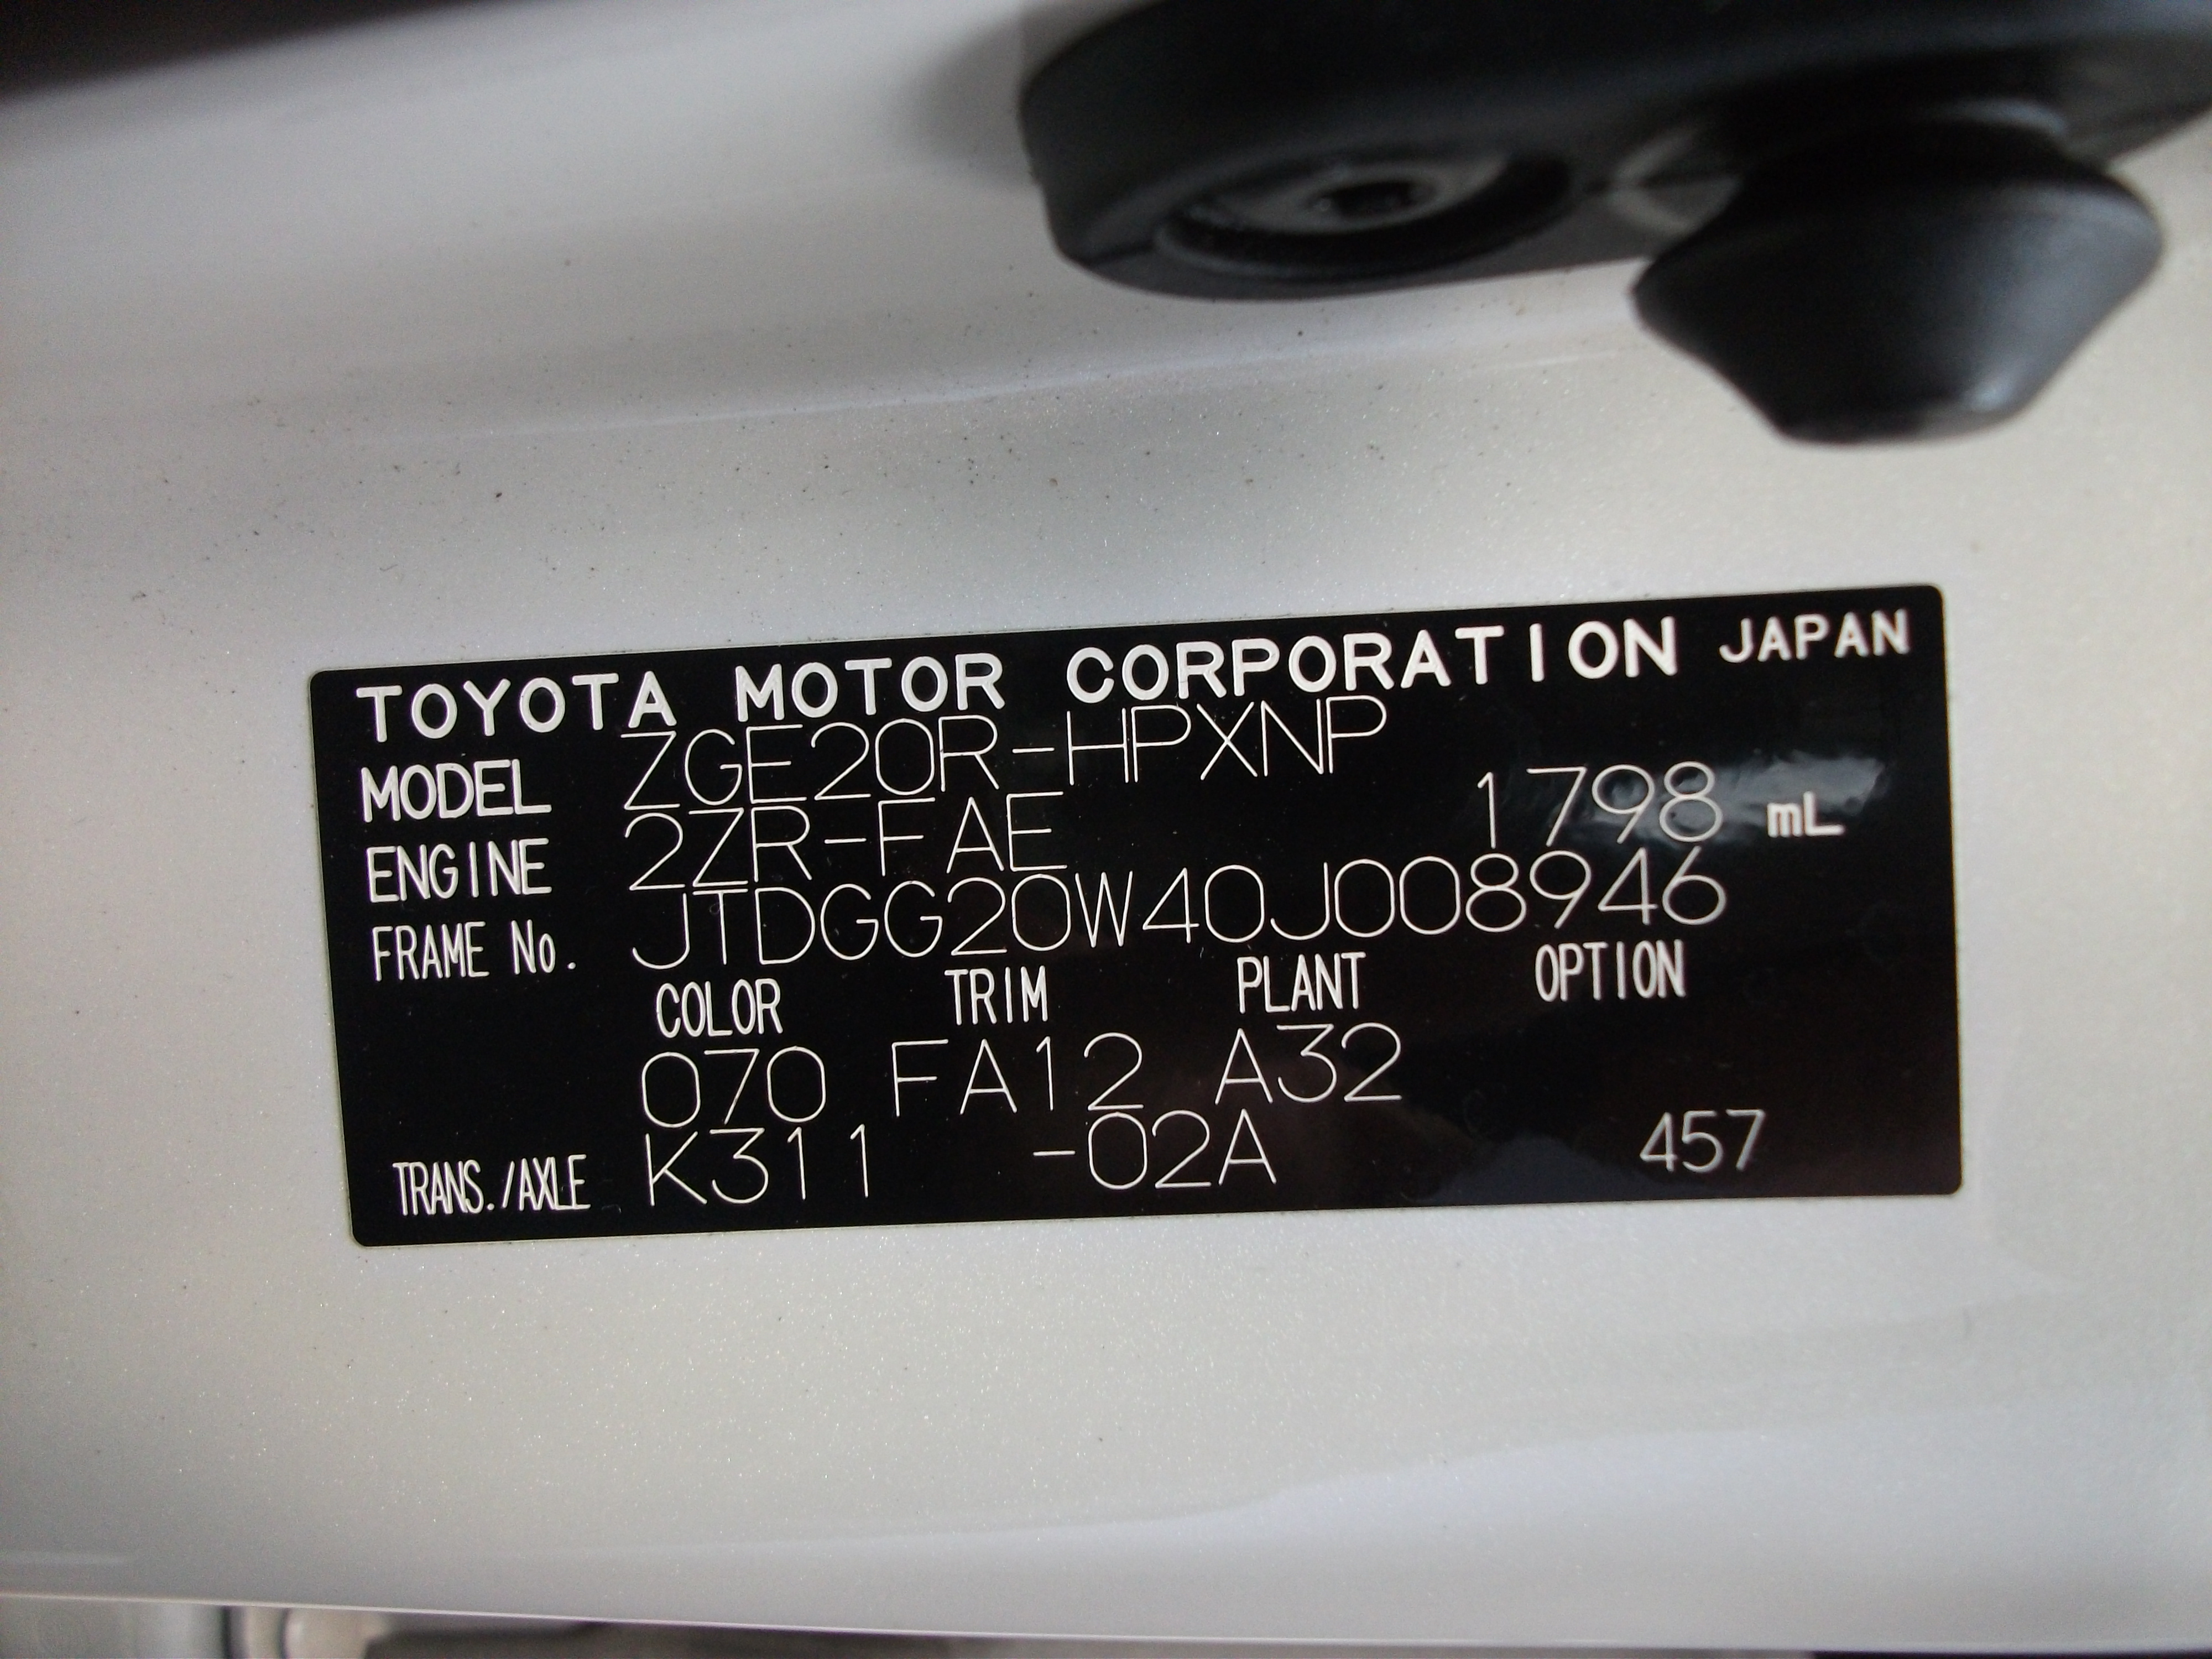 TOYOTA MOTOR CORPORATION JAPAN
MODEL ZGE20R-HPXNP
ENGINE 2ZR-FAE 1798 mL
FRAME No. JTDGG20W40J008946
COLOR TRIM PLANT OPTION
070 FA12 A32
TRANS./AXLE K311 -02A 457